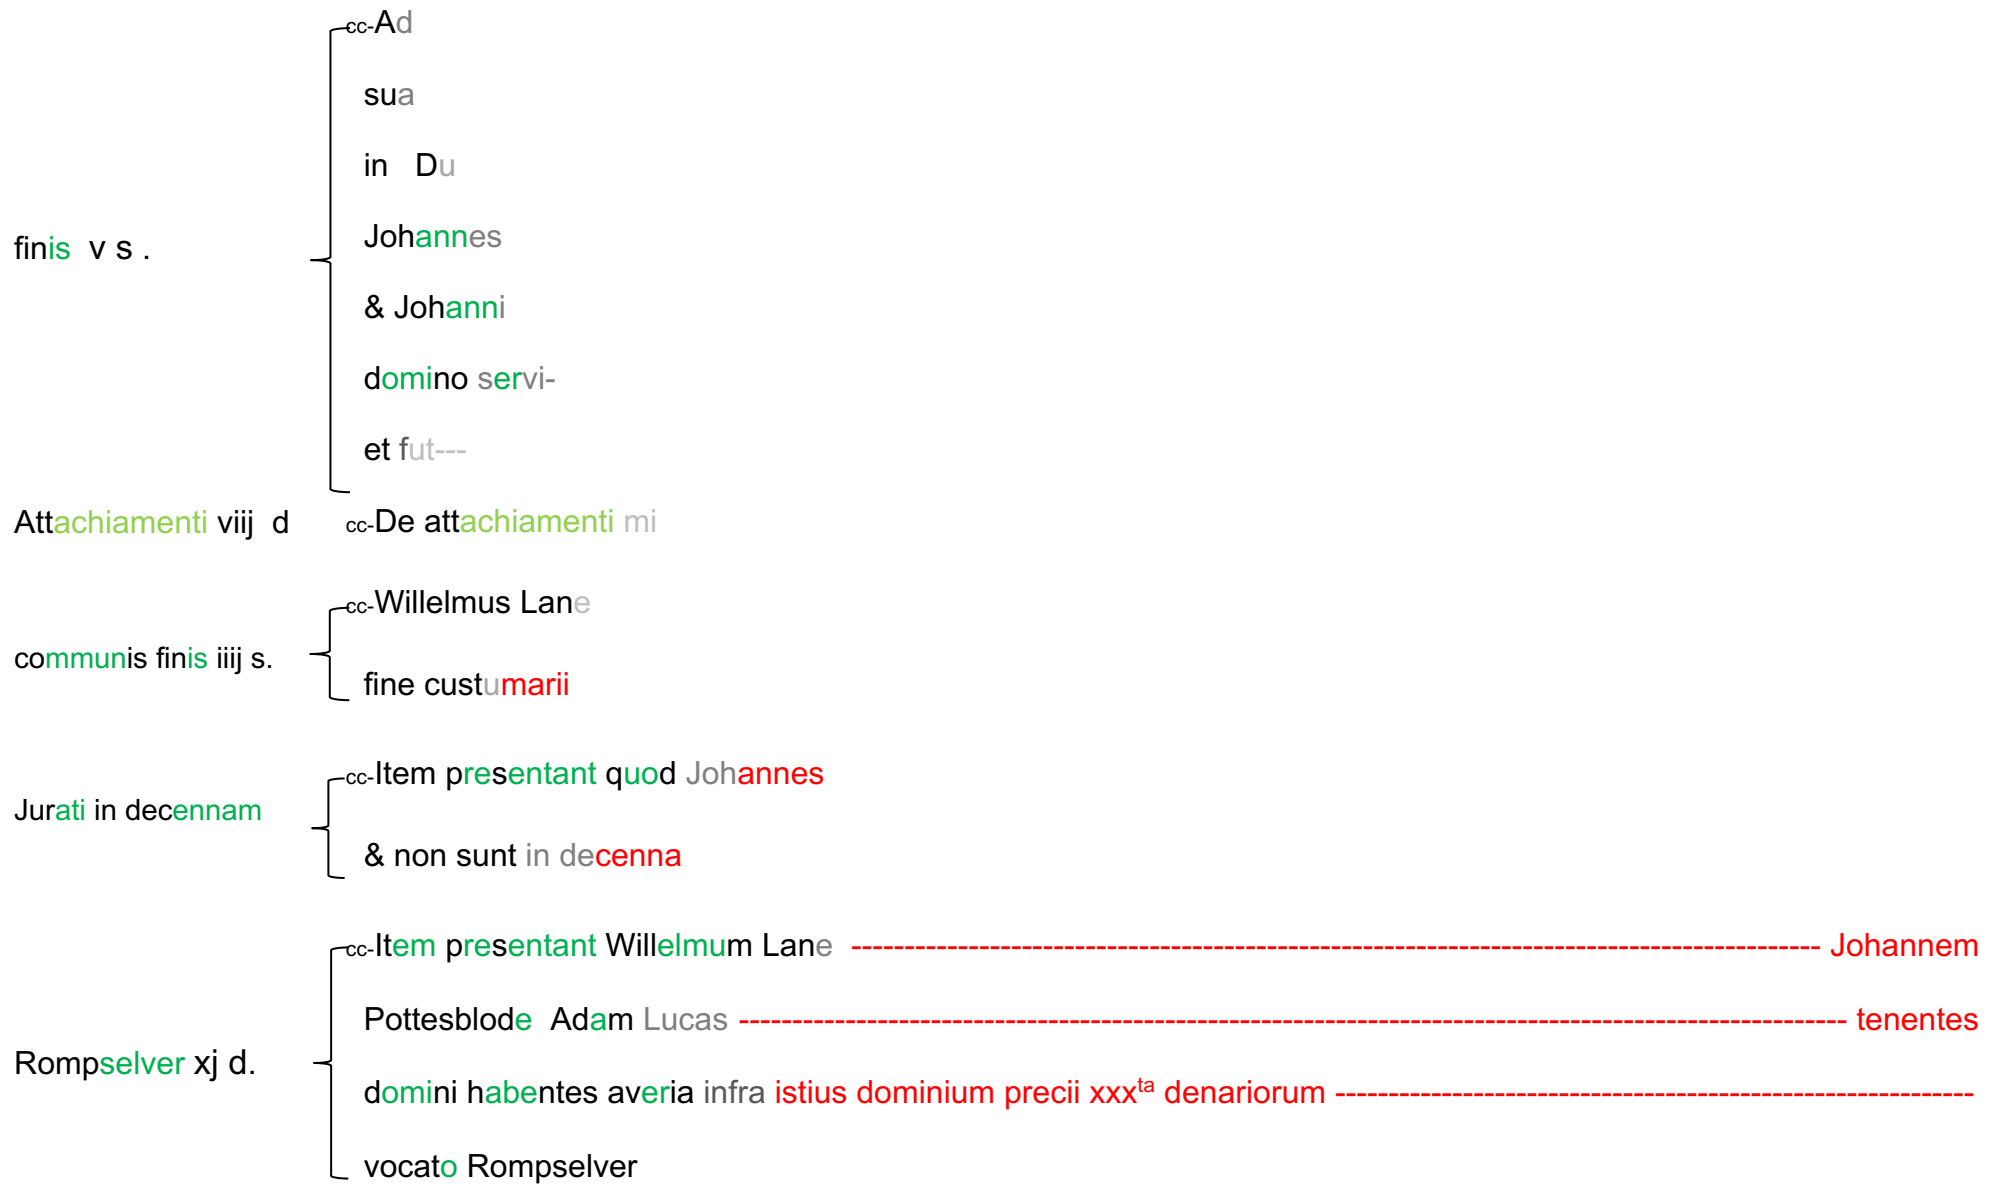 cc-Ad
sua
in Du
Johannes
finis v s .
& Johanni
domino servi-
et fut---
Attachiamenti viij d cc-De attachiamenti mi
cc-Willelmus Lane
communis finis iiij s.
fine custumarii
cc-Item presentant quod Johannes
Jurati in decennam
& non sunt in decenna
cc-Item presentant Willelmum Lane ------------------------------------------------------------------------------------------- Johannem
Pottesblode Adam Lucas -------------------------------------------------------------------------------------------------------- tenentes
Rompselver xj d.
domini habentes averia infra istius dominium precii xxxta denariorum ------------------------------------------------------------
vocato Rompselver